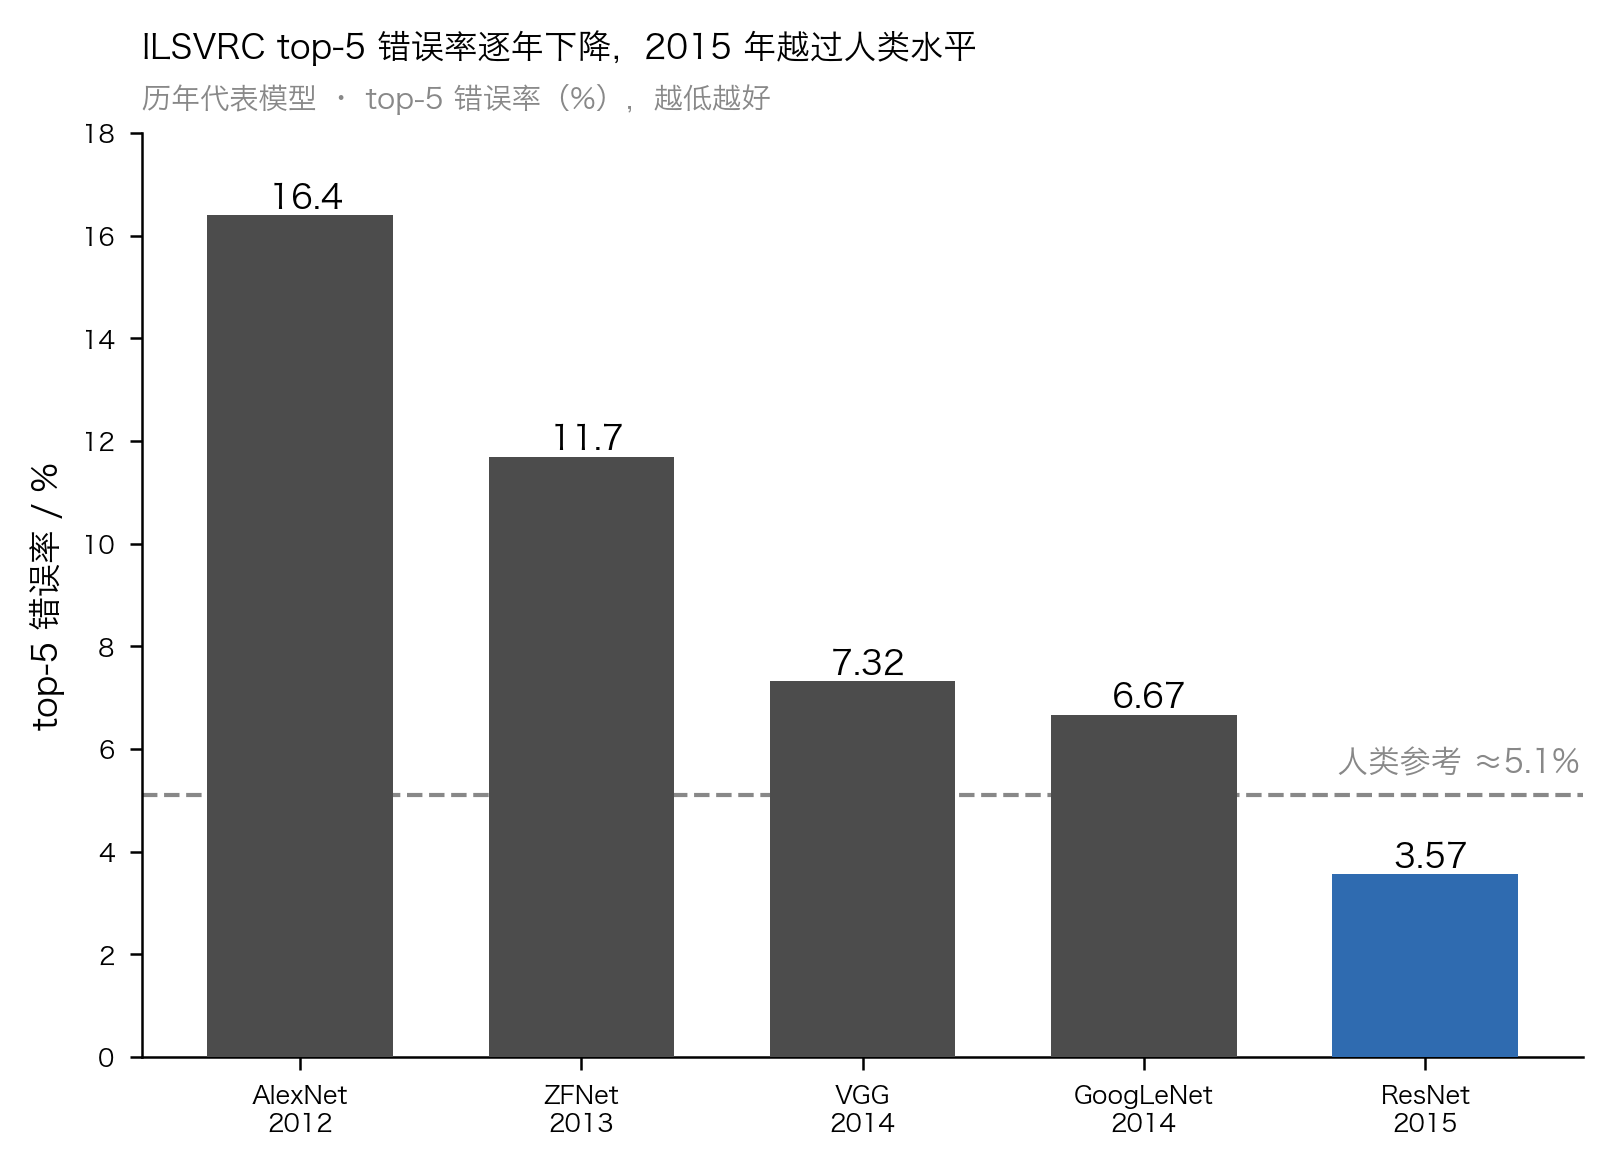 ILSVRC top-5 错误率逐年下降，2015 年越过人类水平
历年代表模型 · top-5 错误率（%），越低越好
top-5 错误率 / %
18
16
14
12
10
8
6
4
2
0
16.4
11.7
7.32
6.67
3.57
人类参考 ≈5.1%
AlexNet
2012
ZFNet
2013
VGG
2014
GoogLeNet
2014
ResNet
2015